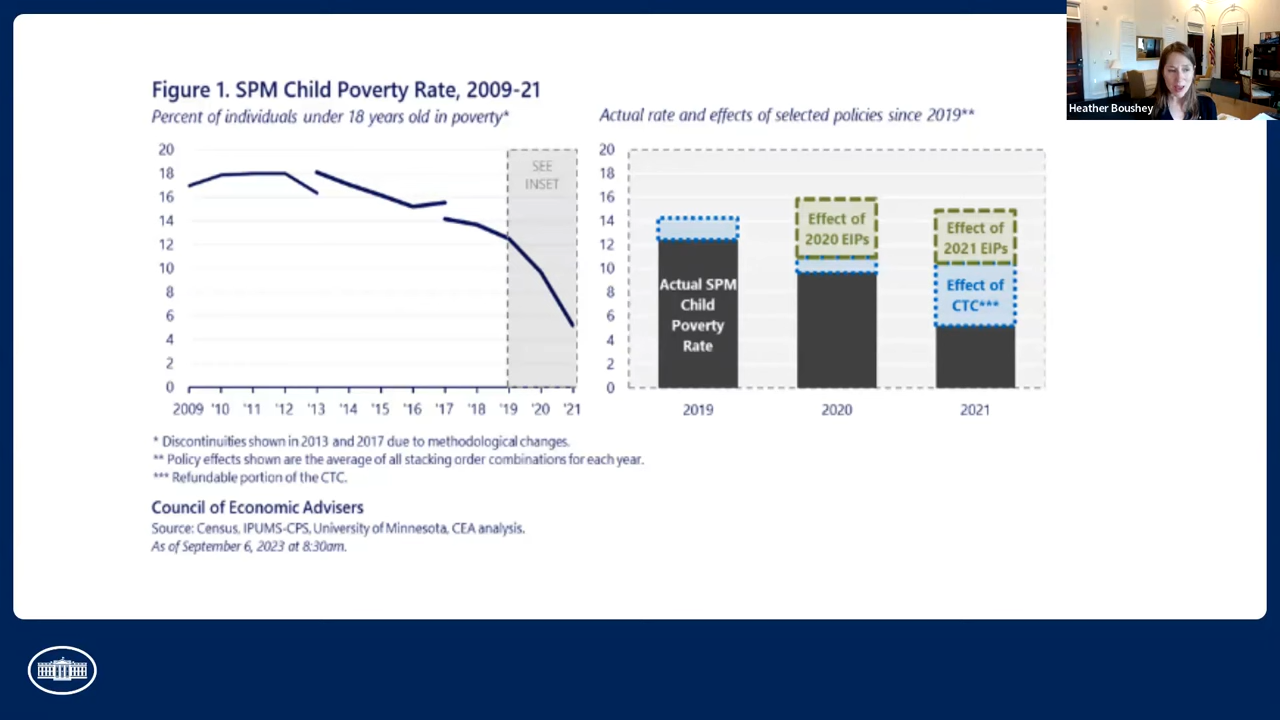 Heather Boushey
Figure 1. SPM Child Poverty Rate, 2009-21
Percent of individuals under 18 years old in poverty*
20
18
16
14
12
10
8
6
4
2
0
SEE
INSET
2009 '10 '11 '12 '13 '14 '15 '16 '17 '18 '19 '20 '21
Actual rate and effects of selected policies since 2019**
20
18
16
14
12
10
8
6
4
2
0
Actual SPM
Child
Poverty
Rate
Effect of
2020 EIPs
Effect of
2021 EIPs
Effect of
CTC***
2019 2020 2021
* Discontinuities shown in 2013 and 2017 due to methodological changes.
** Policy effects shown are the average of all stacking order combinations for each year.
*** Refundable portion of the CTC.
Council of Economic Advisers
Source: Census, IPUMS-CPS, University of Minnesota, CEA analysis.
As of September 6, 2023 at 8:30am.